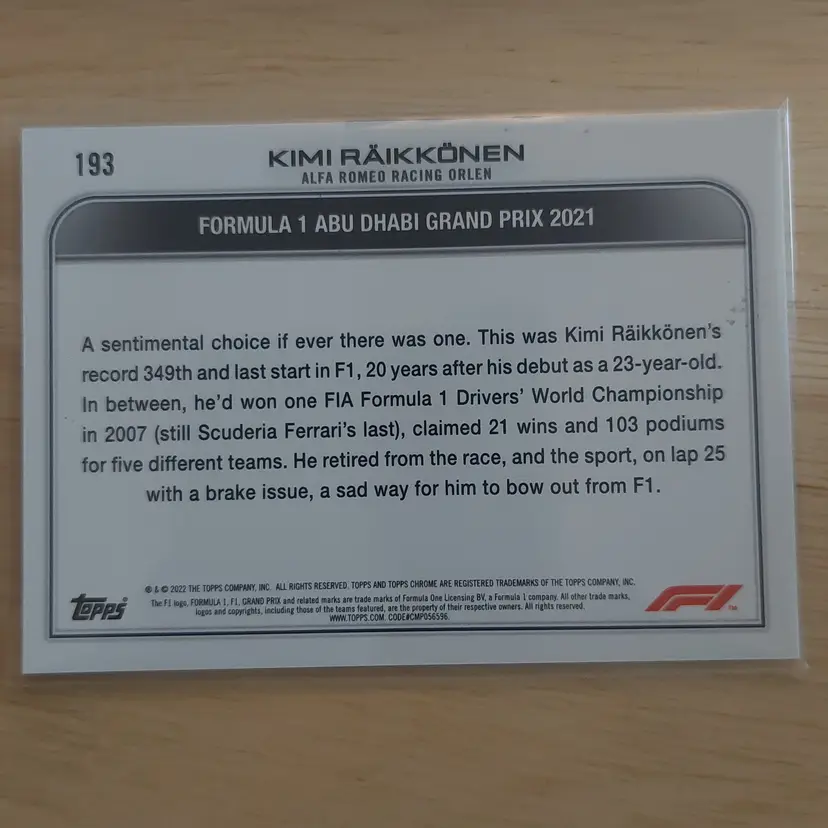 193
KIMI RÄIKKÖNEN
ALFA ROMEO RACING ORLEN
FORMULA 1 ABU DHABI GRAND PRIX 2021
A sentimental choice if ever there was one. This was Kimi Räikkönen's
record 349th and last start in F1, 20 years after his debut as a 23-year-old.
In between, he'd won one FIA Formula 1 Drivers' World Championship
in 2007 (still Scuderia Ferrari's last), claimed 21 wins and 103 podiums
for five different teams. He retired from the race, and the sport, on lap 25
with a brake issue, a sad way for him to bow out from F1.
® & © 2022 THE TOPPS COMPANY, INC. ALL RIGHTS RESERVED. TOPPS AND TOPPS CHROME ARE REGISTERED TRADEMARKS OF THE TOPPS COMPANY, INC.
The F1 logo, FORMULA 1, F1, GRAND PRIX and related marks are trade marks of Formula One Licensing BV, a Formula 1 company. All other trade marks,
logos and copyrights, including those of the teams featured, are the property of their respective owners. All rights reserved.
WWW.TOPPS.COM. CODE#CMP056596.
Topps®
F1™